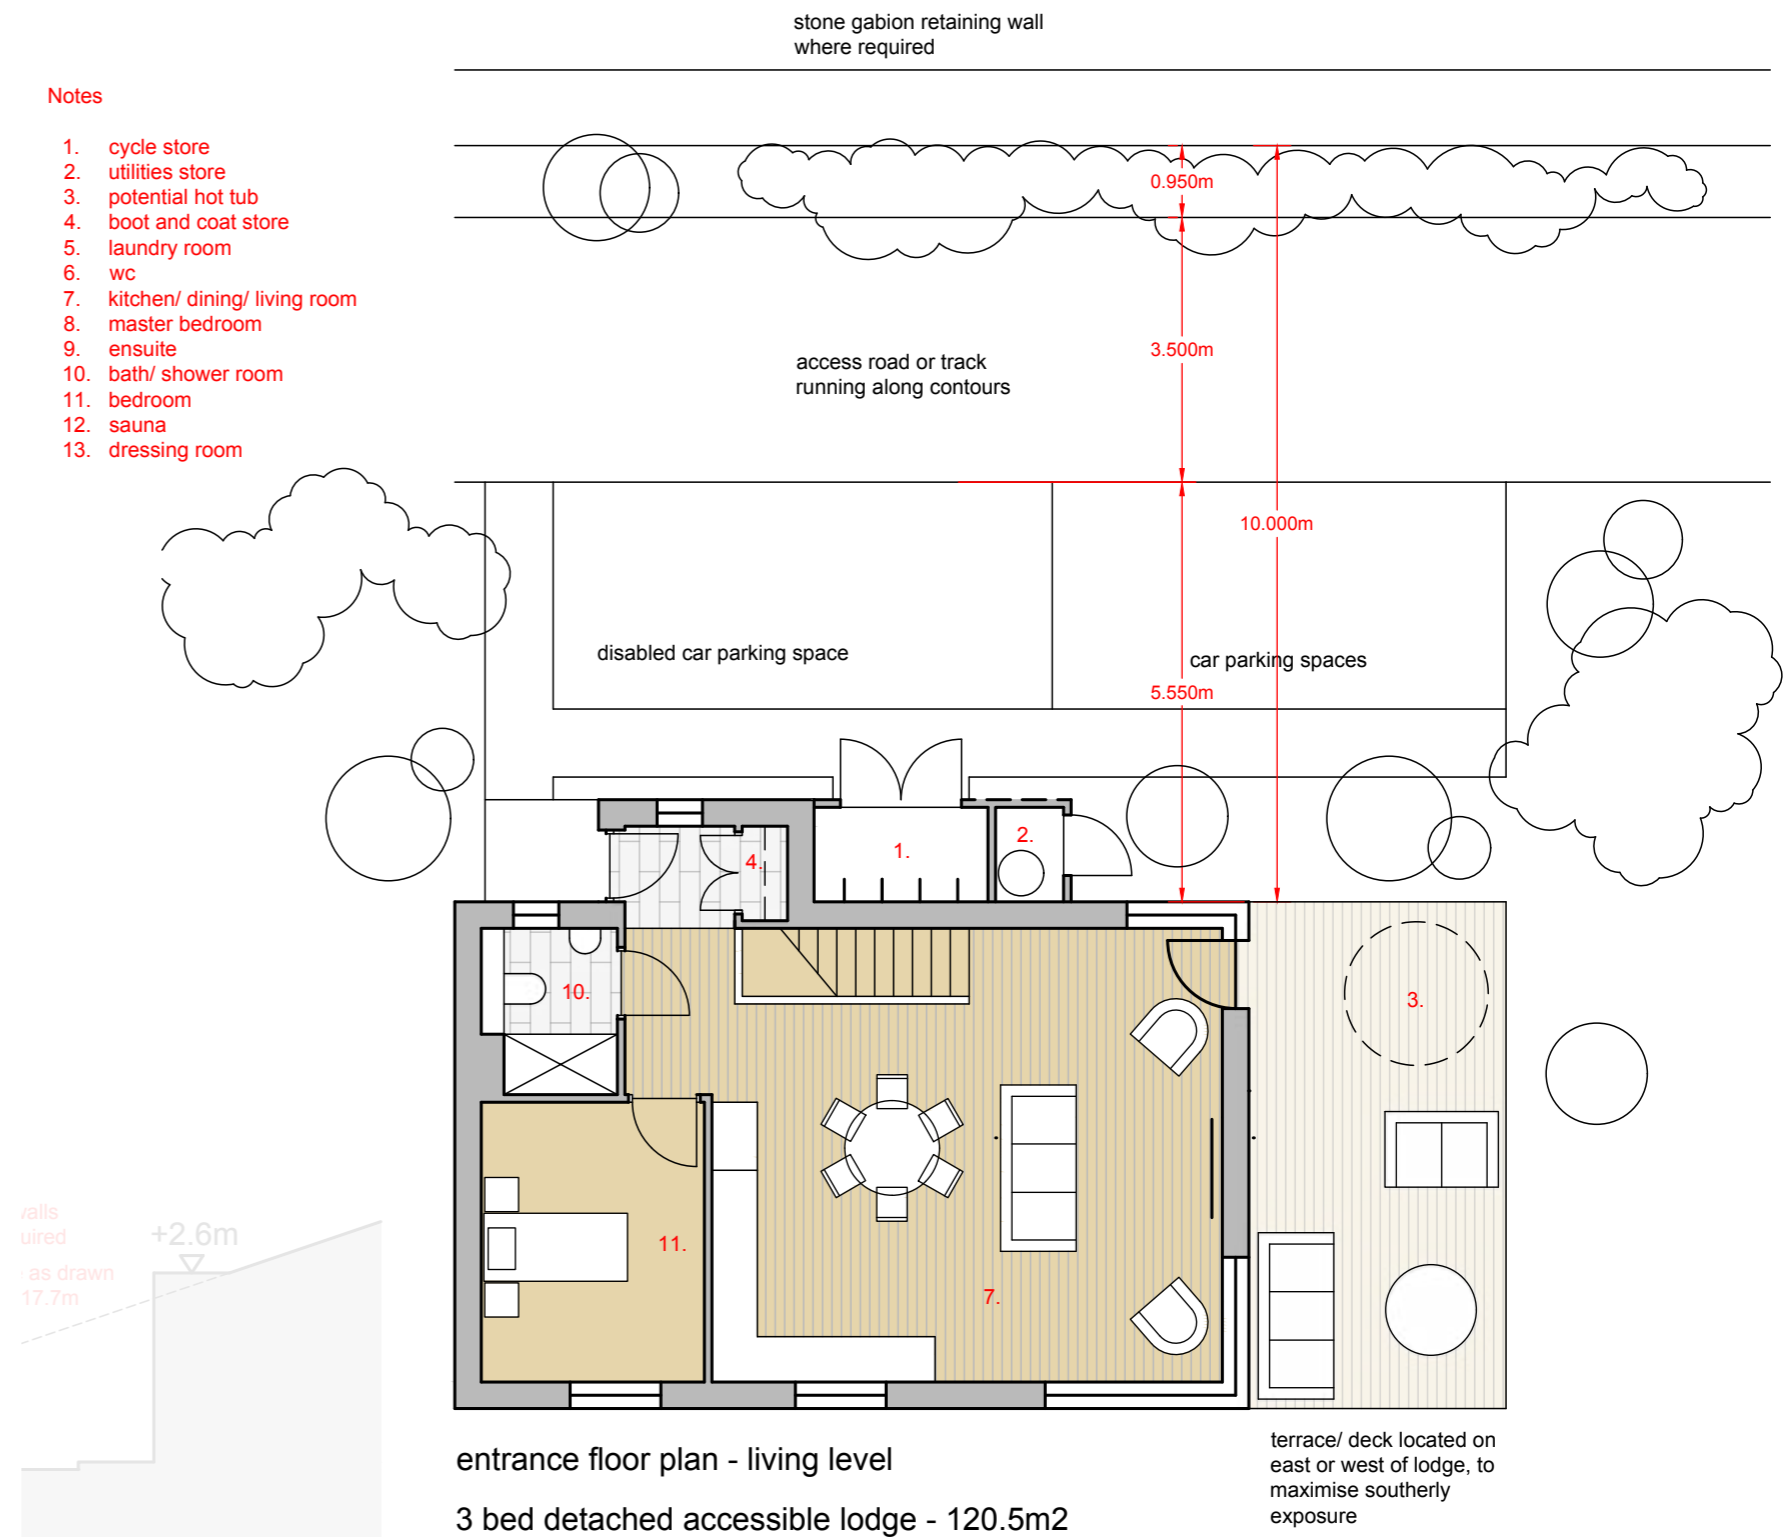 stone gabion retaining wall
where required
Notes
1. cycle store
2. utilities store
3. potential hot tub
4. boot and coat store
5. laundry room
6. wc
7. kitchen/ dining/ living room
8. master bedroom
9. ensuite
10. bath/ shower room
11. bedroom
12. sauna
13. dressing room
0.950m
3.500m
access road or track
running along contours
10.000m
disabled car parking space
car parking spaces
5.550m
1.
2.
4.
10.
3.
11.
7.
+2.6m
as drawn
17.7m
entrance floor plan - living level
3 bed detached accessible lodge - 120.5m2
terrace/ deck located on
east or west of lodge, to
maximise southerly
exposure